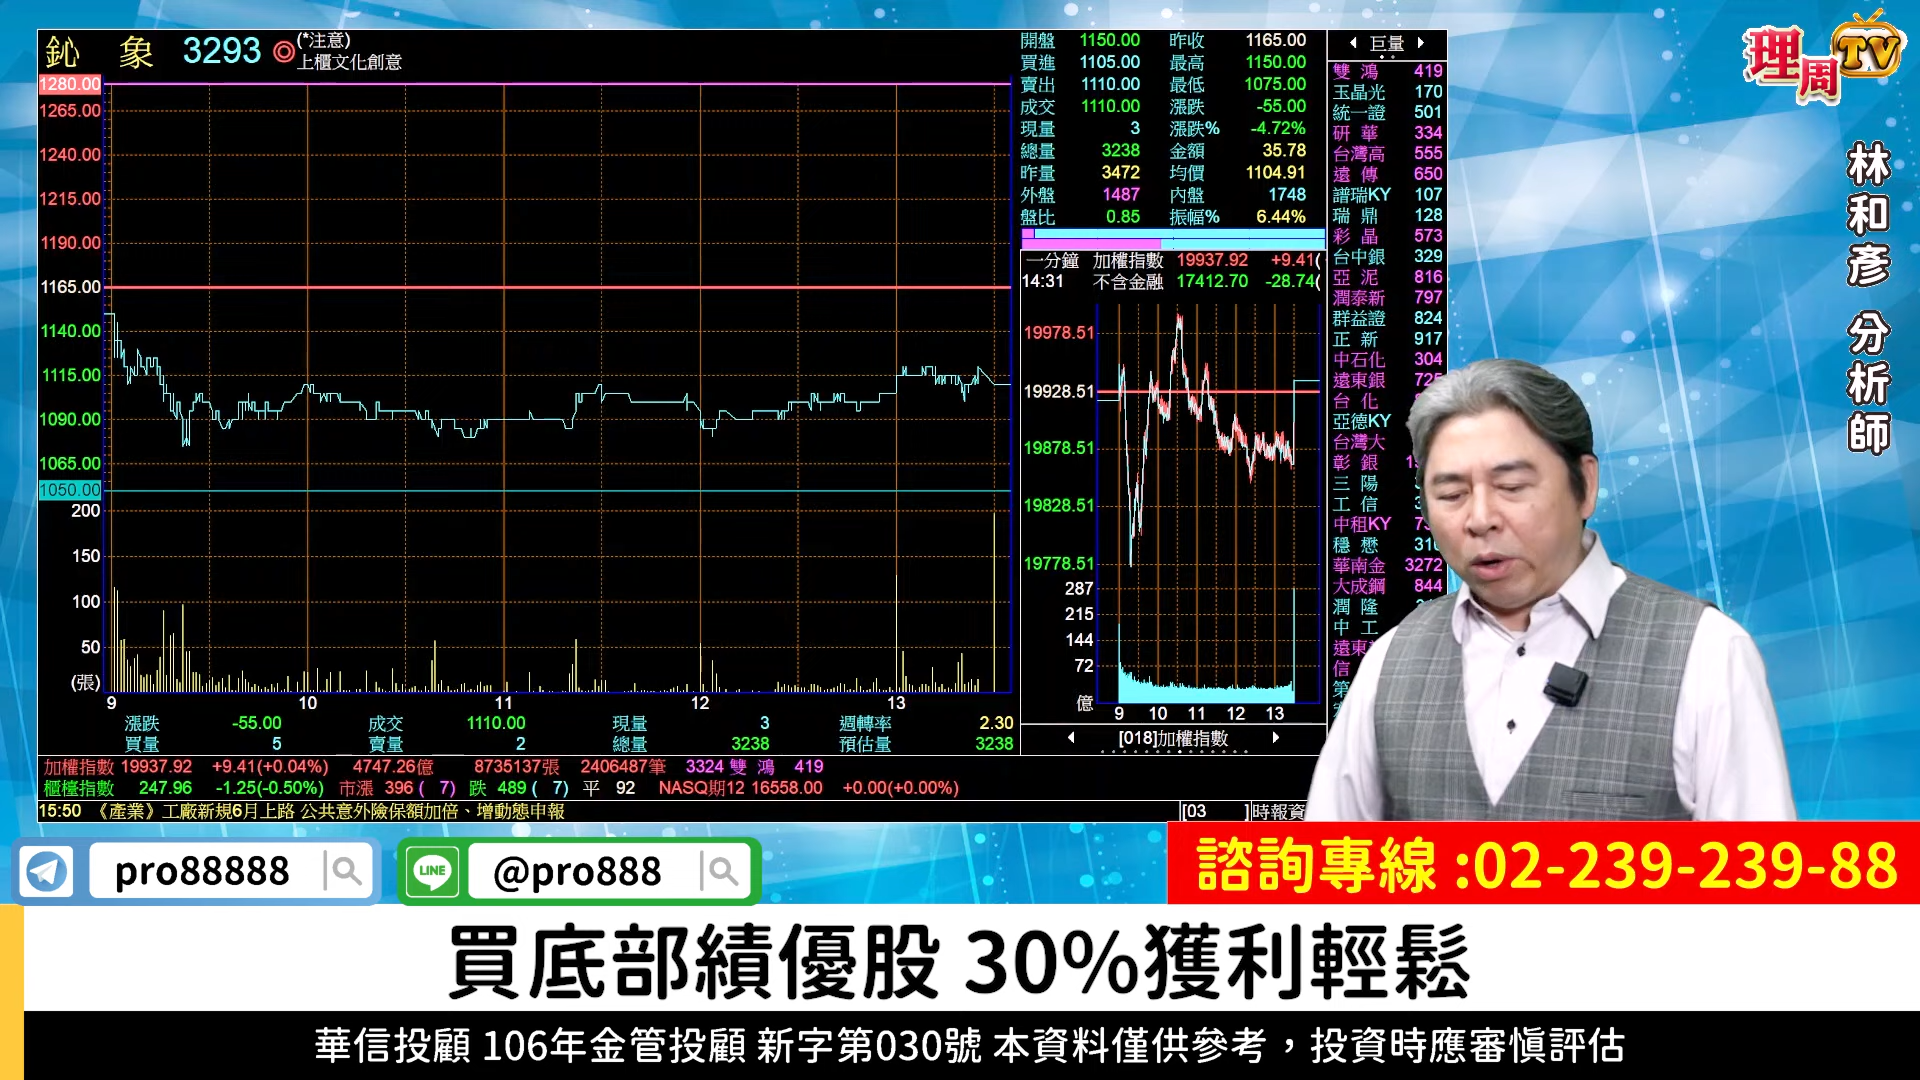 鈊 象 3293 ◎ (*注意)
上櫃文化創意
1280.00
1265.00
1240.00
1215.00
1190.00
1165.00
1140.00
1115.00
1090.00
1065.00
1050.00
200
150
100
50
(張)
9 10 11 12 13
漲跌 -55.00 成交 1110.00 現量 3 週轉率 2.30
買量 5 賣量 2 總量 3238 預估量 3238
開盤 1150.00 昨收 1165.00
買進 1105.00 最高 1150.00
賣出 1110.00 最低 1075.00
成交 1110.00 漲跌 -55.00
現量 3 漲跌% -4.72%
總量 3238 金額 35.78
昨量 3472 均價 1104.91
外盤 1487 內盤 1748
盤比 0.85 振幅% 6.44%
一分鐘 加權指數 19937.92 +9.41(
14:31 不含金融 17412.70 -28.74(
19978.51
19928.51
19878.51
19828.51
19778.51
287
215
144
72
億
9 10 11 12 13
[018]加權指數
巨量
雙 鴻 419
玉晶光 170
統一證 501
研 華 334
台灣高 555
遠 傳 650
譜瑞KY 107
瑞 鼎 128
彩 晶 573
台中銀 329
亞 泥 816
潤泰新 797
群益證 824
正 新 917
中石化 304
遠東銀 725
台 化
亞德KY
台灣大
彰 銀
三 陽
工 信
中租KY
穩 懋 310
華南金 3272
大成鋼 844
潤 隆
中 工
遠東
信
第
加權指數 19937.92 +9.41(+0.04%) 4747.26億 8735137張 2406487筆 3324 雙 鴻 419
櫃檯指數 247.96 -1.25(-0.50%) 市漲 396 ( 7) 跌 489 ( 7) 平 92 NASQ期12 16558.00 +0.00(+0.00%)
15:50 《產業》工廠新規6月上路 公共意外險保額加倍、增動態申報 [03 ]時報資
理周TV
林和彥 分析師
pro88888
LINE @pro888
諮詢專線 :02-239-239-88
買底部績優股 30%獲利輕鬆
華信投顧 106年金管投顧 新字第030號 本資料僅供參考，投資時應審慎評估